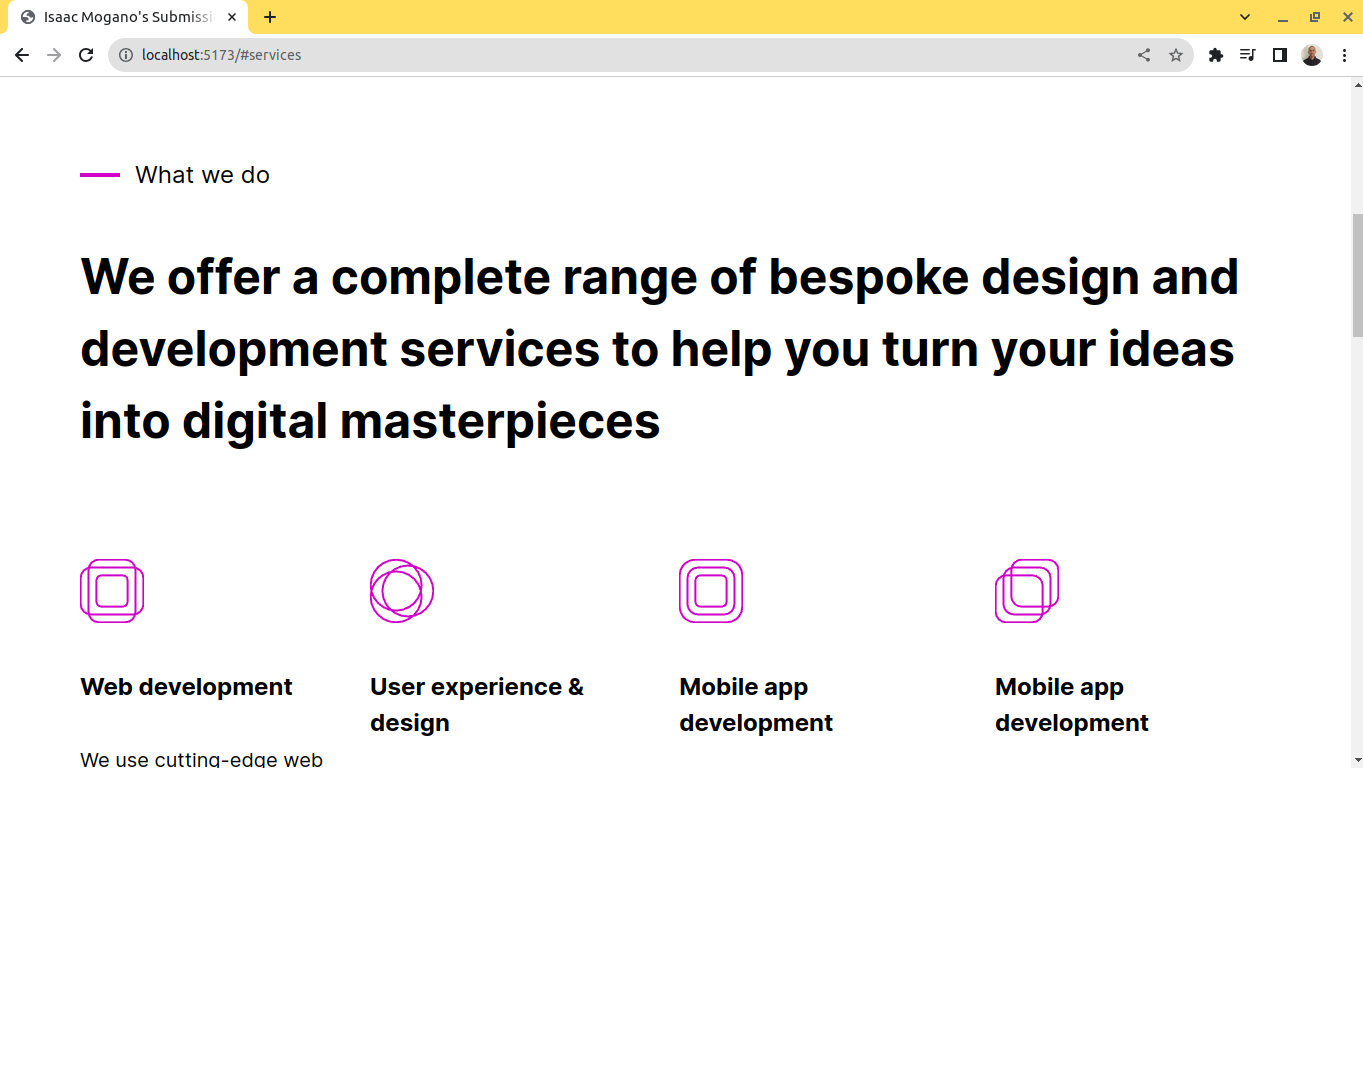 Isaac Mogano's Submissi
localhost:5173/#services
What we do
We offer a complete range of bespoke design and
development services to help you turn your ideas
into digital masterpieces
Web development
User experience &
design
Mobile app
development
Mobile app
development
We use cutting-edge web